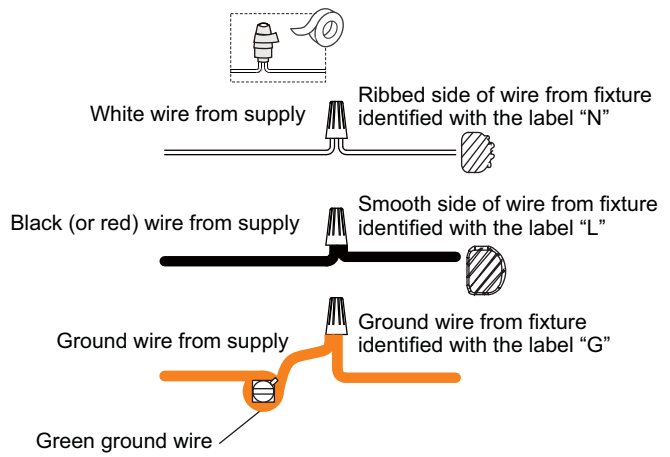 White wire from supply
Ribbed side of wire from fixture
identified with the label “N”
Black (or red) wire from supply
Smooth side of wire from fixture
identified with the label “L”
Ground wire from supply
Ground wire from fixture
identified with the label “G”
Green ground wire